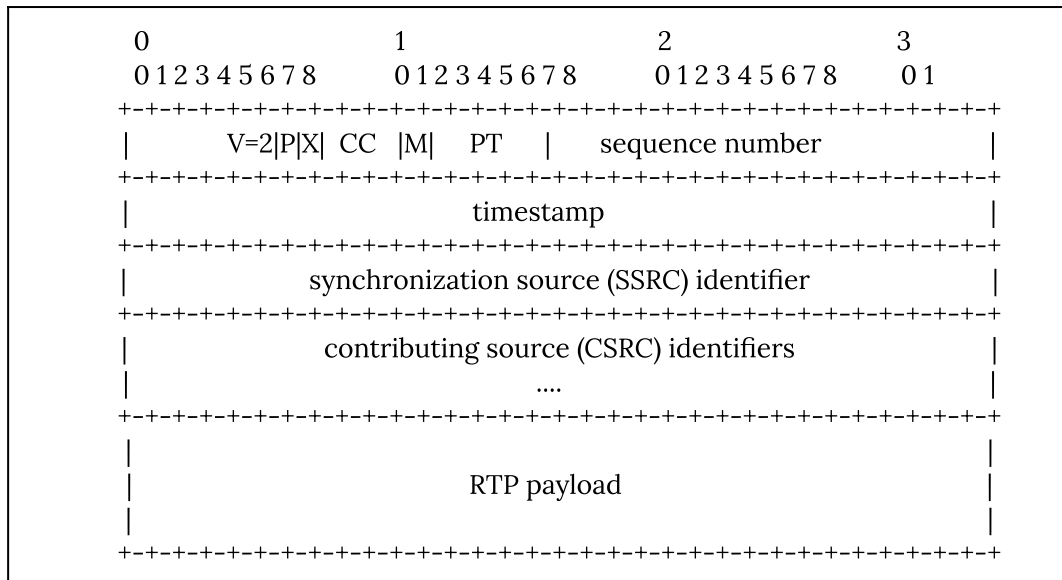 0 1 2 3
0 1 2 3 4 5 6 7 8 0 1 2 3 4 5 6 7 8 0 1 2 3 4 5 6 7 8 0 1
+-+-+-+-+-+-+-+-+-+-+-+-+-+-+-+-+-+-+-+-+-+-+-+-+-+-+-+-+-+-+-+-+
| V=2|P|X| CC |M| PT | sequence number |
+-+-+-+-+-+-+-+-+-+-+-+-+-+-+-+-+-+-+-+-+-+-+-+-+-+-+-+-+-+-+-+-+
| timestamp |
+-+-+-+-+-+-+-+-+-+-+-+-+-+-+-+-+-+-+-+-+-+-+-+-+-+-+-+-+-+-+-+-+
| synchronization source (SSRC) identifier |
+-+-+-+-+-+-+-+-+-+-+-+-+-+-+-+-+-+-+-+-+-+-+-+-+-+-+-+-+-+-+-+-+
| contributing source (CSRC) identifiers |
| .... |
+-+-+-+-+-+-+-+-+-+-+-+-+-+-+-+-+-+-+-+-+-+-+-+-+-+-+-+-+-+-+-+-+
| |
| RTP payload |
| |
+-+-+-+-+-+-+-+-+-+-+-+-+-+-+-+-+-+-+-+-+-+-+-+-+-+-+-+-+-+-+-+-+